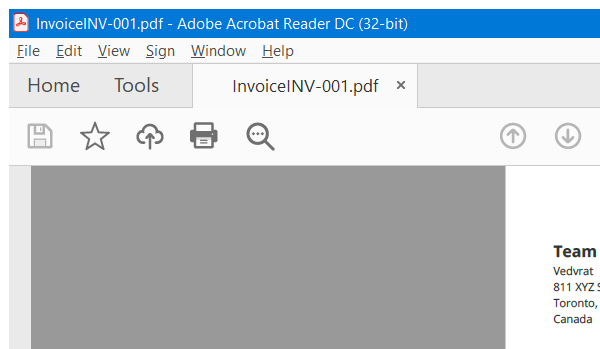 InvoiceINV-001.pdf - Adobe Acrobat Reader DC (32-bit)
File Edit View Sign Window Help
Home Tools InvoiceINV-001.pdf ×
Team
Vedvrat
811 XYZ
Toronto,
Canada